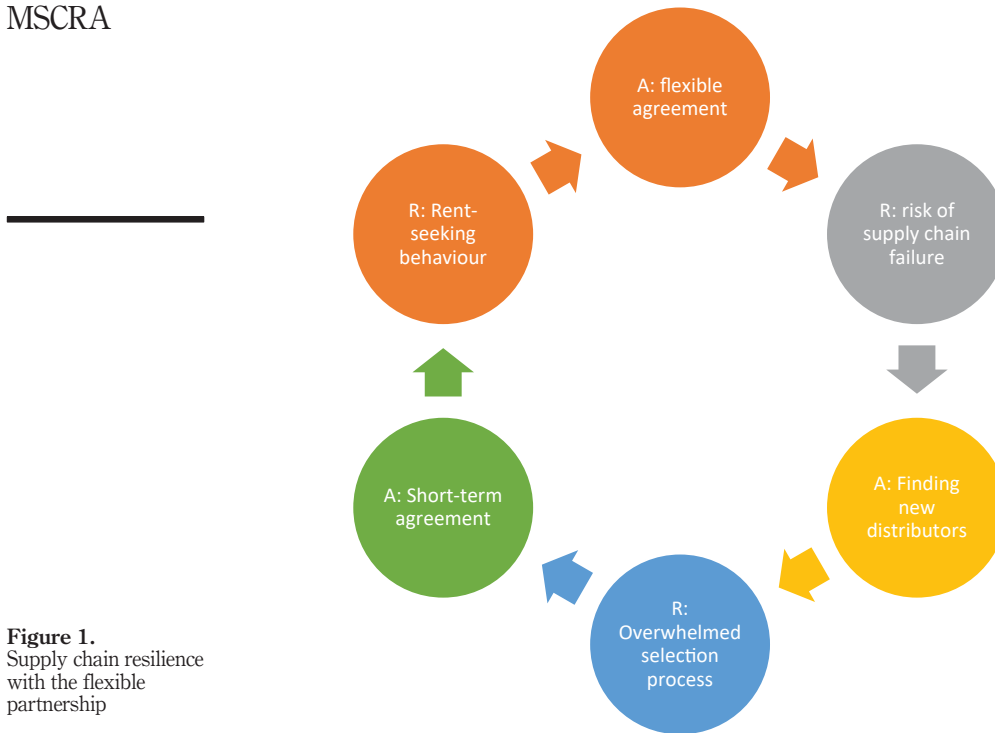 MSCRA
A: flexible
agreement
R: risk of
supply chain
failure
A: Finding
new
distributors
R:
Overwhelmed
selection
process
A: Short-term
agreement
R: Rent-
seeking
behaviour
Figure 1.
Supply chain resilience
with the flexible
partnership